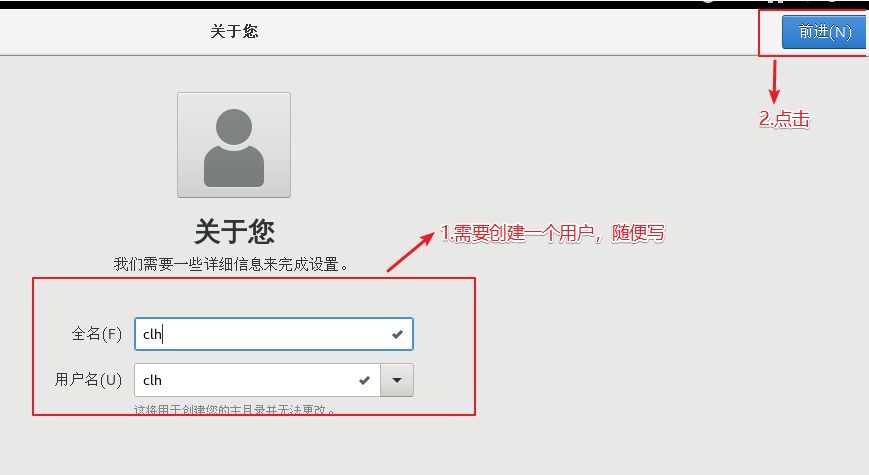 关于您
前进(N)
2.点击
关于您
1.需要创建一个用户，随便写
我们需要一些详细信息来完成设置。
全名(F)
clh
用户名(U)
clh
这将用于创建您的主目录并无法更改。